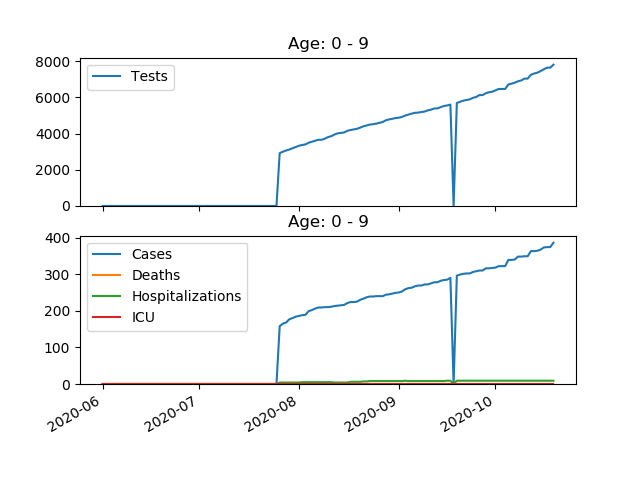 Age: 0 - 9
8000
6000
4000
2000
0
Tests
Age: 0 - 9
400
300
200
100
0
Cases
Deaths
Hospitalizations
ICU
2020-06
2020-07
2020-08
2020-09
2020-10